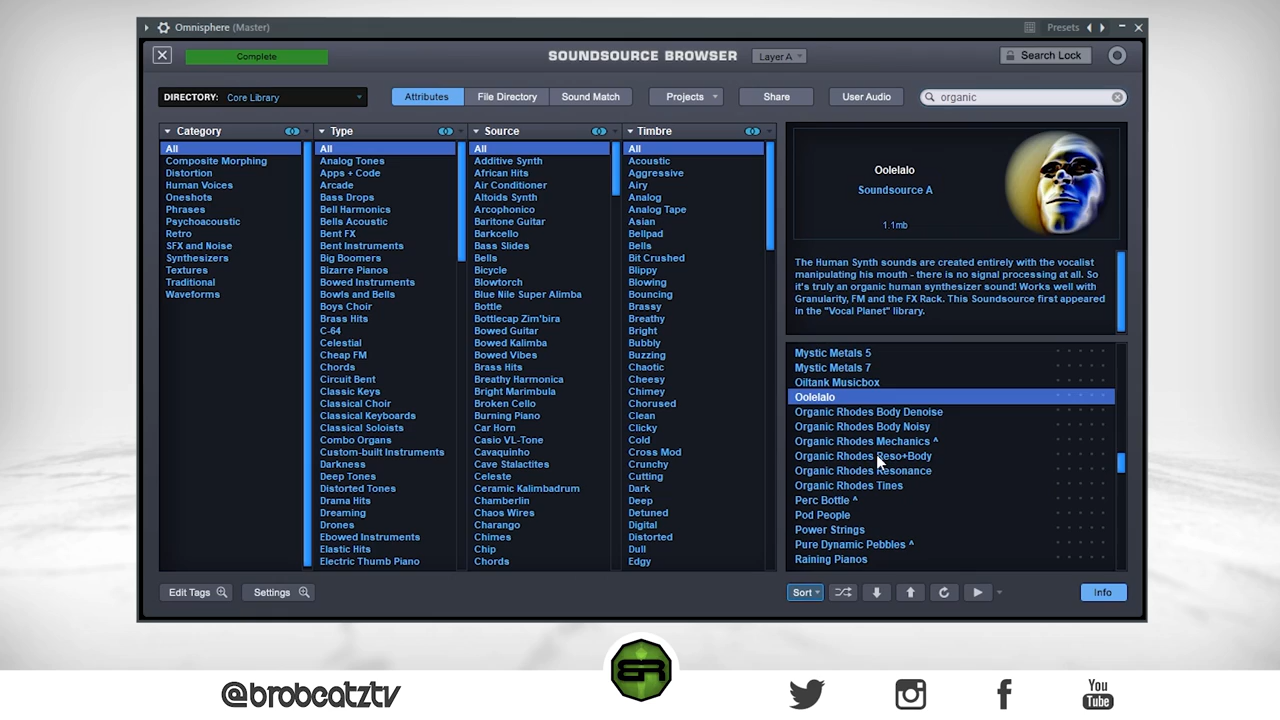 Omnisphere (Master)
Presets
Complete
SOUNDSOURCE BROWSER
Layer A
Search Lock
DIRECTORY: Core Library
Attributes
File Directory
Sound Match
Projects
Share
User Audio
organic
Category
All
Composite Morphing
Distortion
Human Voices
Oneshots
Phrases
Psychoacoustic
Retro
SFX and Noise
Synthesizers
Textures
Traditional
Waveforms
Type
All
Analog Tones
Apps + Code
Arcade
Bass Drops
Bell Harmonics
Bells Acoustic
Bent FX
Bent Instruments
Big Boomers
Bizarre Pianos
Bowed Instruments
Bowls and Bells
Boys Choir
Brass Hits
C-64
Celestial
Cheap FM
Chords
Circuit Bent
Classic Keys
Classical Choir
Classical Keyboards
Classical Soloists
Combo Organs
Custom-built Instruments
Darkness
Deep Tones
Distorted Tones
Drama Hits
Dreaming
Drones
Ebowed Instruments
Elastic Hits
Electric Thumb Piano
Source
All
Additive Synth
African Hits
Air Conditioner
Altoids Synth
Arcophonico
Baritone Guitar
Barkcello
Bass Slides
Bells
Bicycle
Blowtorch
Blue Nile Super Alimba
Bottle
Bottlecap Zim'bira
Bowed Guitar
Bowed Kalimba
Bowed Vibes
Brass Hits
Breathy Harmonica
Bright Marimbula
Broken Cello
Burning Piano
Car Horn
Casio VL-Tone
Cavaquinho
Cave Stalactites
Celeste
Ceramic Kalimbadrum
Chamberlin
Chaos Wires
Charango
Chimes
Chip
Chords
Timbre
All
Acoustic
Aggressive
Airy
Analog
Analog Tape
Asian
Bellpad
Bells
Bit Crushed
Blippy
Blowing
Bouncing
Brassy
Breathy
Bright
Bubbly
Buzzing
Chaotic
Cheesy
Chimey
Chorused
Clean
Clicky
Cold
Cross Mod
Crunchy
Cutting
Dark
Deep
Detuned
Digital
Distorted
Dull
Edgy
Oolelalo
Soundsource A
1.1mb
The Human Synth sounds are created entirely with the vocalist
manipulating his mouth - there is no signal processing at all. So
it's truly an organic human synthesizer sound! Works well with
Granularity, FM and the FX Rack. This Soundsource first appeared
in the "Vocal Planet" library.
Mystic Metals 5
Mystic Metals 7
Oiltank Musicbox
Oolelalo
Organic Rhodes Body Denoise
Organic Rhodes Body Noisy
Organic Rhodes Mechanics ^
Organic Rhodes Reso+Body
Organic Rhodes Resonance
Organic Rhodes Tines
Perc Bottle ^
Pod People
Power Strings
Pure Dynamic Pebbles ^
Raining Pianos
Edit Tags
Settings
Sort
Info
@brobeatztv
BR
You
Tube